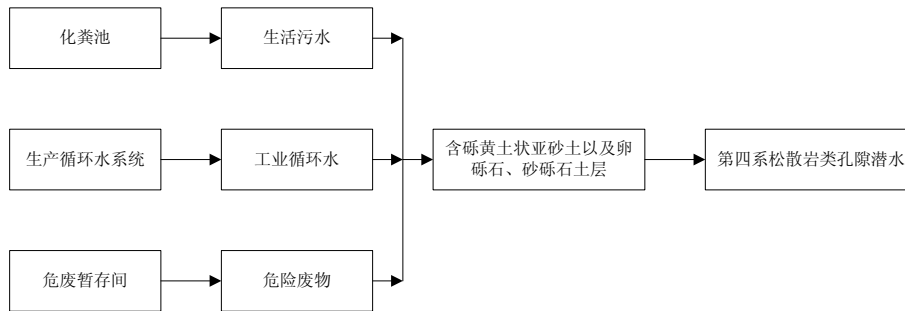 化粪池
生活污水
生产循环水系统
工业循环水
含砾黄土状亚砂土以及卵
砾石、砂砾石土层
第四系松散岩类孔隙潜水
危废暂存间
危险废物